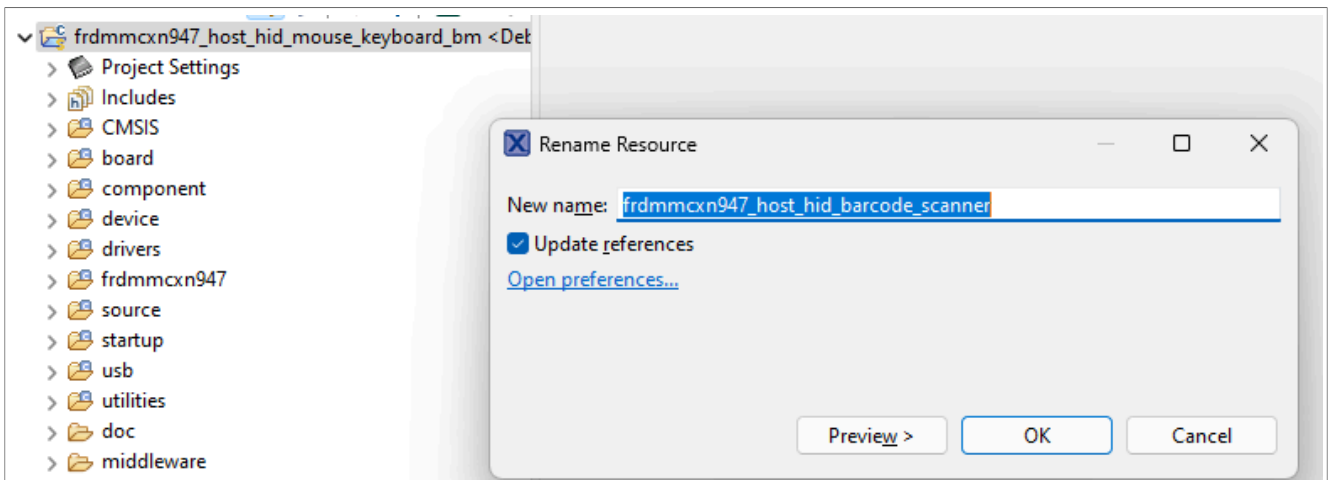 frdmmcxn947_host_hid_mouse_keyboard_bm <Deb
Project Settings
Includes
CMSIS
board
component
device
drivers
frdmmcxn947
source
startup
usb
utilities
doc
middleware
Rename Resource
New name: frdmmcxn947_host_hid_barcode_scanner
Update references
Open preferences...
Preview >
OK
Cancel